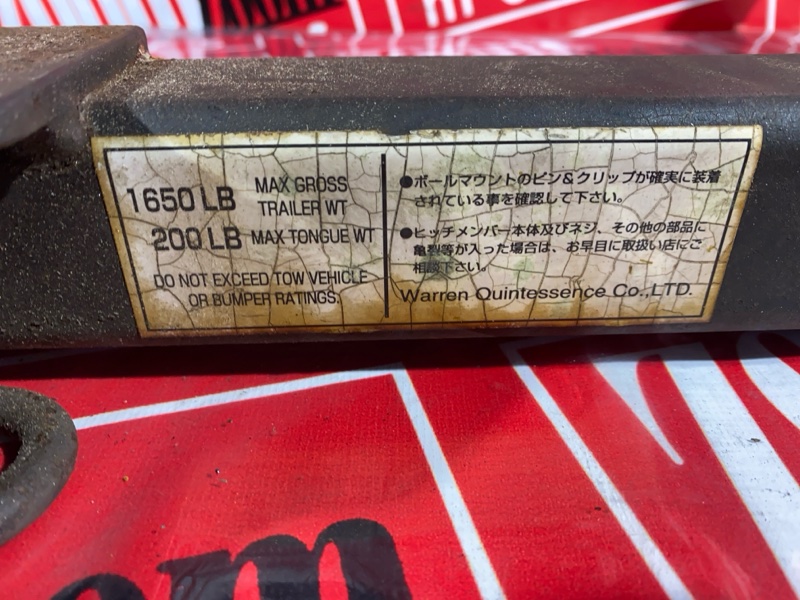 1650 LB MAX GROSS
TRAILER WT
200 LB MAX TONGUE WT
DO NOT EXCEED TOW VEHICLE
OR BUMPER RATINGS.
●ボールマウントのピン&クリップが確実に装着
されている事を確認して下さい。
●ヒッチメンバー本体及びネジ、その他の部品に
亀裂等が入った場合は、お早目に取扱い店にご
相談下さい。
Warren Quintessence Co.,LTD.
om